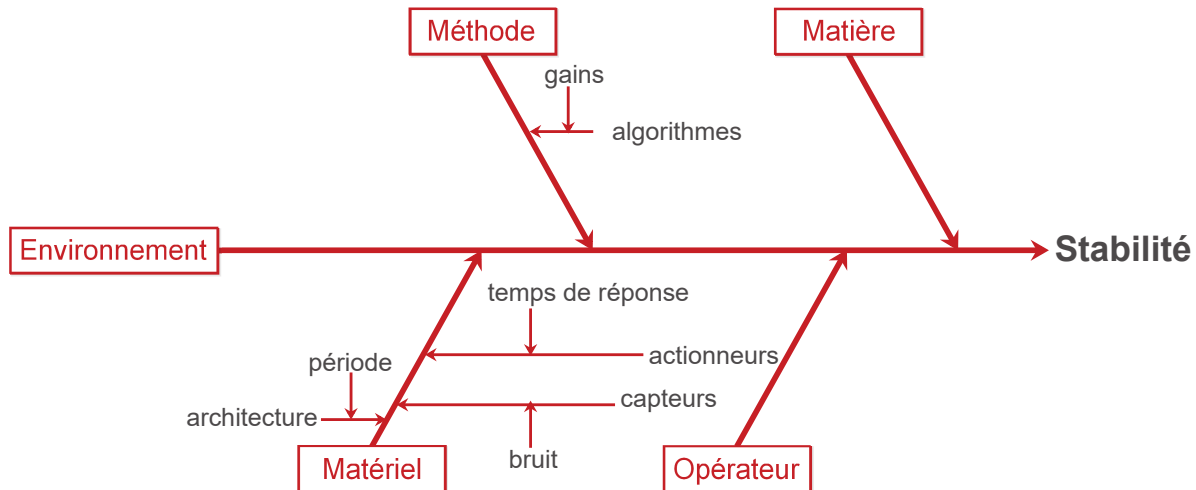 Méthode
Matière
gains
algorithmes
Environnement
Stabilité
temps de réponse
actionneurs
période
capteurs
architecture
bruit
Matériel
Opérateur